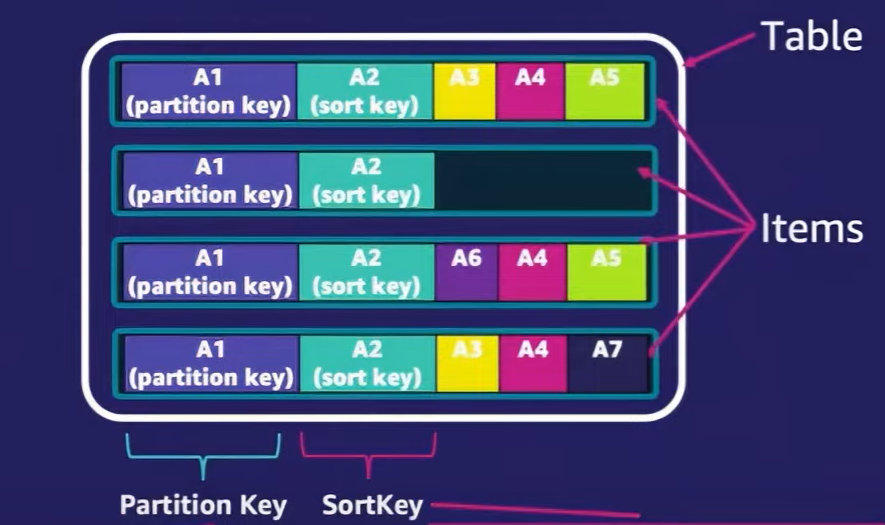 Table
A1
(partition key)
A2
(sort key)
A3
A4
A5
A1
(partition key)
A2
(sort key)
Items
A1
(partition key)
A2
(sort key)
A6
A4
A5
A1
(partition key)
A2
(sort key)
A3
A4
A7
Partition Key
SortKey